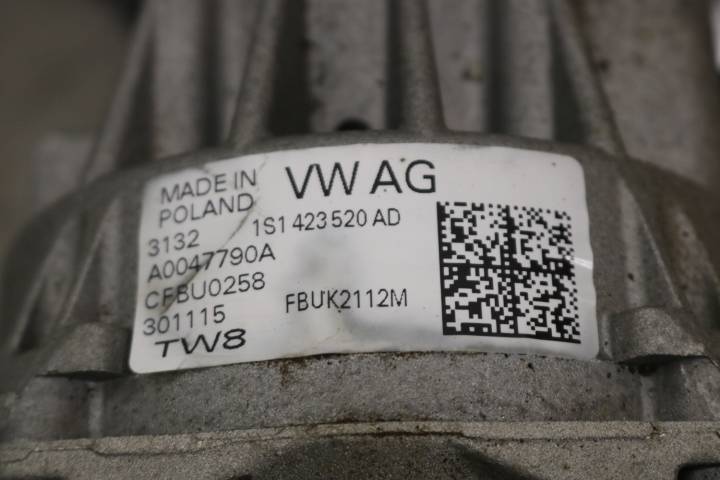 MADE IN
POLAND
VW AG
3132
1S1 423 520 AD
A0047790A
CFBU0258
FBUK2112M
301115
TW8